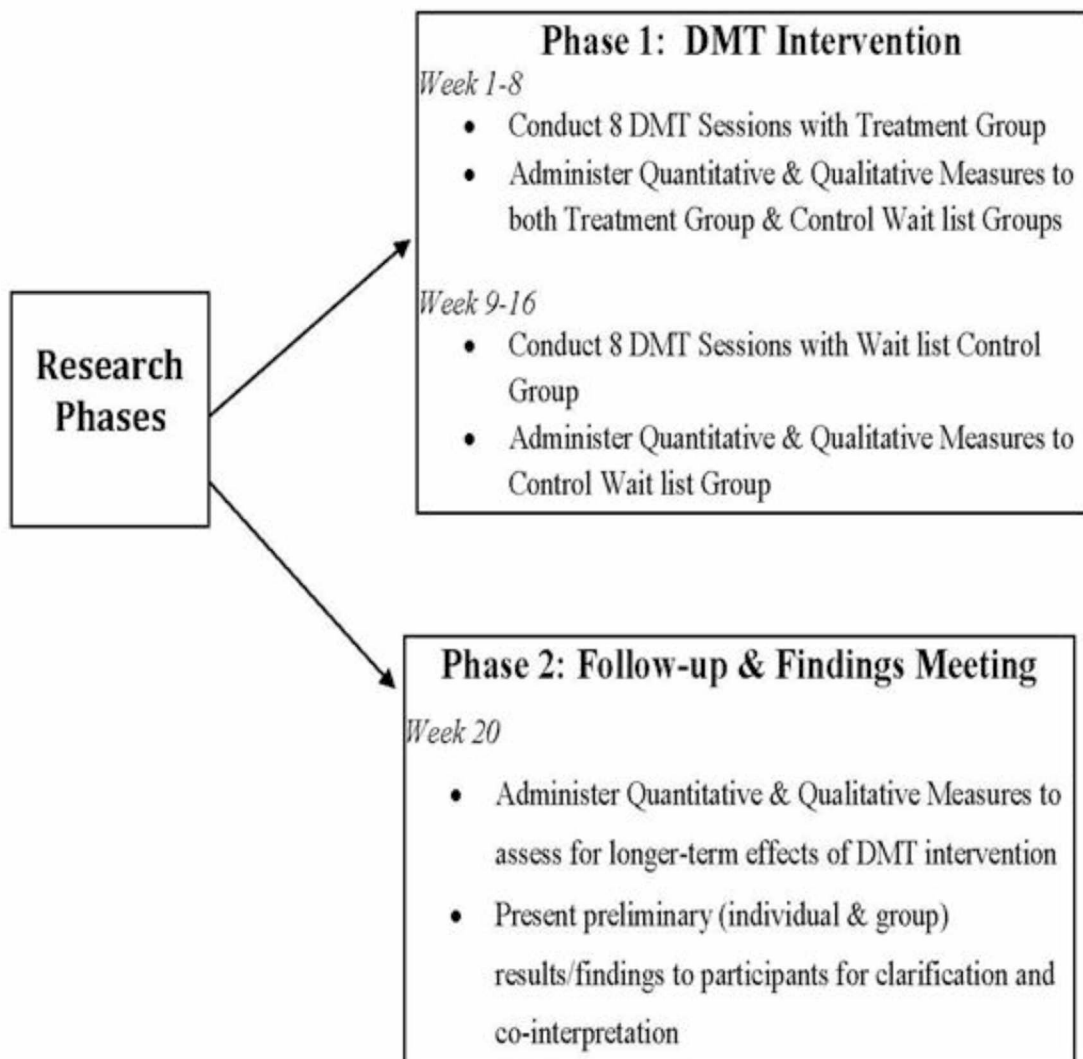 Research
Phases
Phase 1: DMT Intervention
Week 1-8
• Conduct 8 DMT Sessions with Treatment Group
• Administer Quantitative & Qualitative Measures to
both Treatment Group & Control Wait list Groups
Week 9-16
• Conduct 8 DMT Sessions with Wait list Control
Group
• Administer Quantitative & Qualitative Measures to
Control Wait list Group
Phase 2: Follow-up & Findings Meeting
Week 20
• Administer Quantitative & Qualitative Measures to
assess for longer-term effects of DMT intervention
• Present preliminary (individual & group)
results/findings to participants for clarification and
co-interpretation